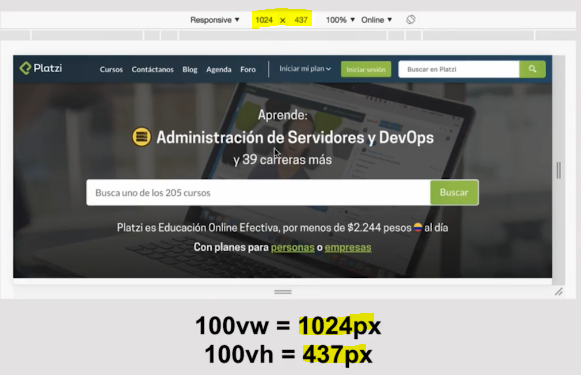 Responsive ▼ 1024 x 437 100% ▼ Online ▼
Platzi Cursos Contáctanos Blog Agenda Foro Iniciar mi plan Iniciar sesión Buscar en Platzi
Aprende:
Administración de Servidores y DevOps
y 39 carreras más
Busca uno de los 205 cursos Buscar
Platzi es Educación Online Efectiva, por menos de $2.244 pesos 🇨🇴 al día
Con planes para personas o empresas
100vw = 1024px
100vh = 437px